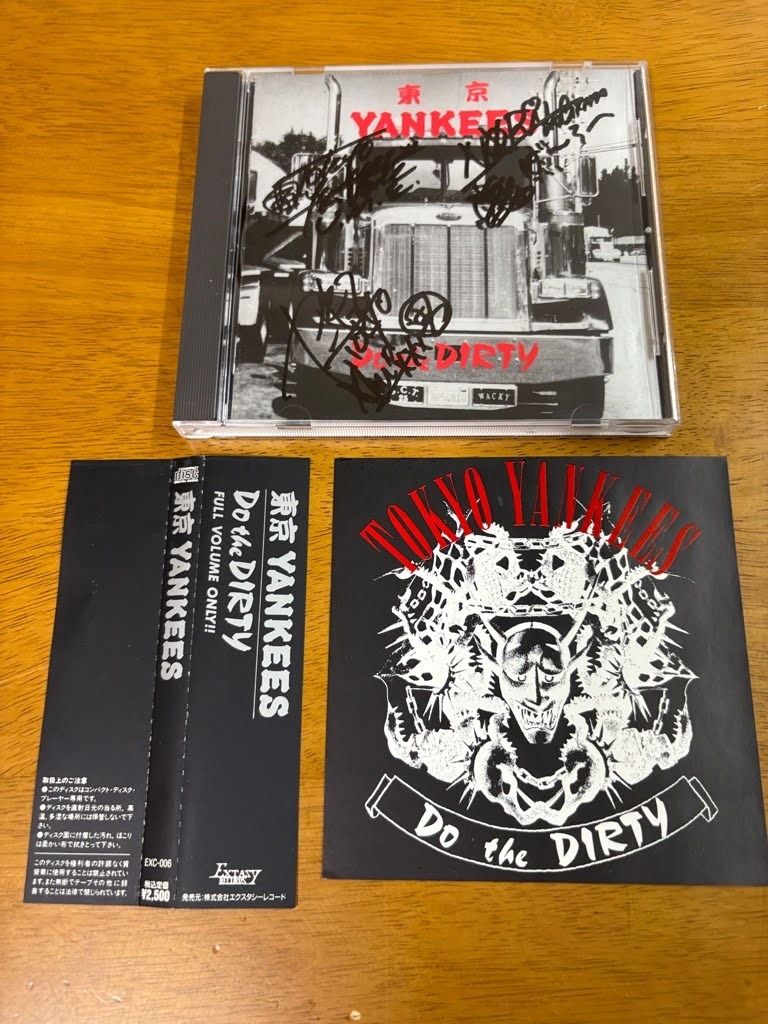 東京
YANKEES
Do the DIRTY
WACKY
東京 YANKEES
Do the DIRTY
FULL VOLUME ONLY!!
EXTASY
RECORDS
発売元:株式会社エクスタシーレコード
東京 YANKEES
EXC-006
税込定価
¥2,500
取扱上のご注意
●このディスクはコンパクト・ディスク・
プレーヤー専用です。
●ディスクを直射日光の当る所、高
温、多湿な場所には保管しないで下
さい。
●ディスク面に付着した汚れ、ほこり
は柔かい布で拭きとって下さい。
このディスクを権利者の許諾なく賃
貸業に使用することは禁止されてい
ます。また無断でテープその他に録
音することは法律で禁じられています。
TOKYO YANKEES
Do the DIRTY